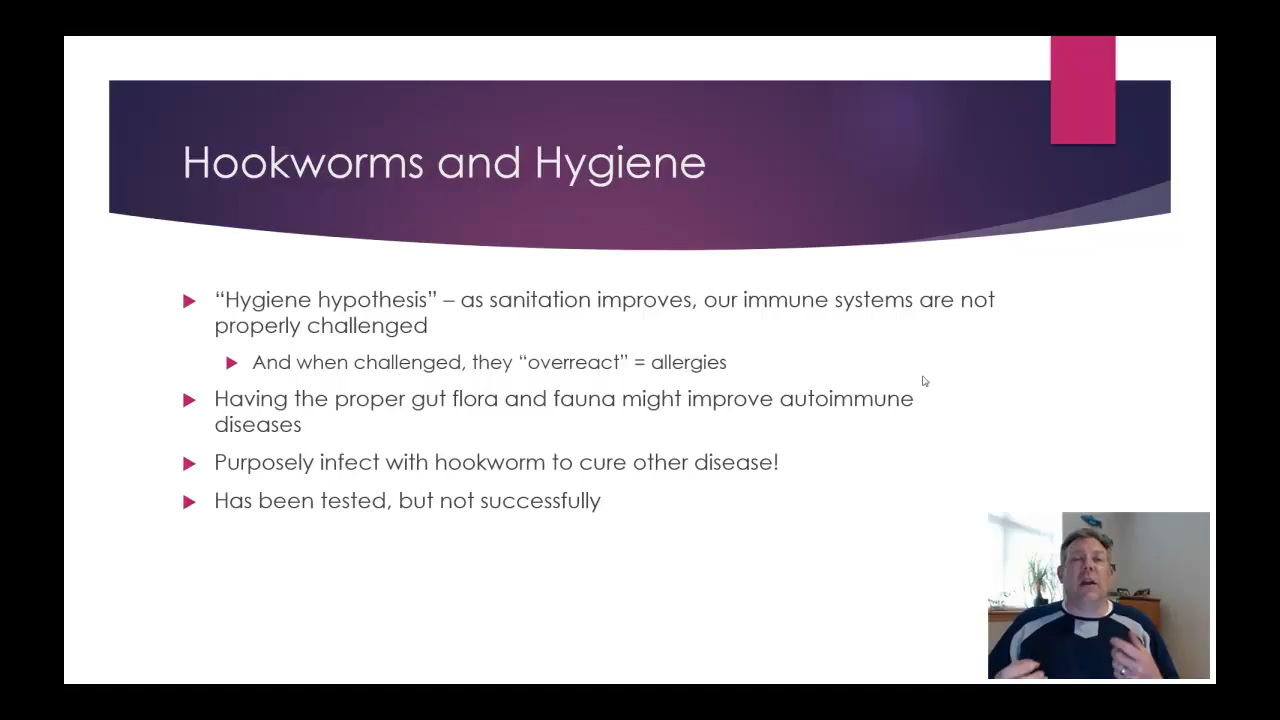 Hookworms and Hygiene
“Hygiene hypothesis” – as sanitation improves, our immune systems are not
properly challenged
And when challenged, they “overreact” = allergies
Having the proper gut flora and fauna might improve autoimmune
diseases
Purposely infect with hookworm to cure other disease!
Has been tested, but not successfully